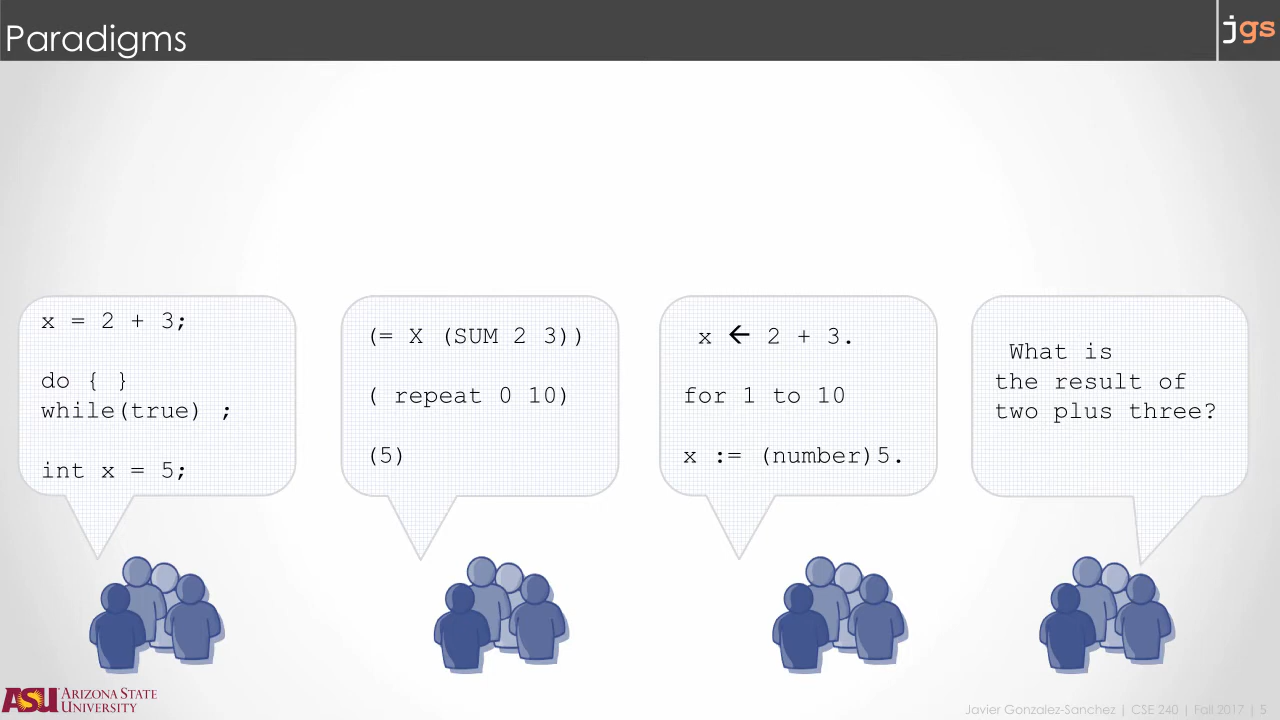 Paradigms
jgs
x = 2 + 3;
do { }
while(true) ;
int x = 5;
(= X (SUM 2 3))
( repeat 0 10)
(5)
x ← 2 + 3.
for 1 to 10
x := (number)5.
What is
the result of
two plus three?
ASU ARIZONA STATE
UNIVERSITY
Javier Gonzalez-Sanchez | CSE 240 | Fall 2017 | 5